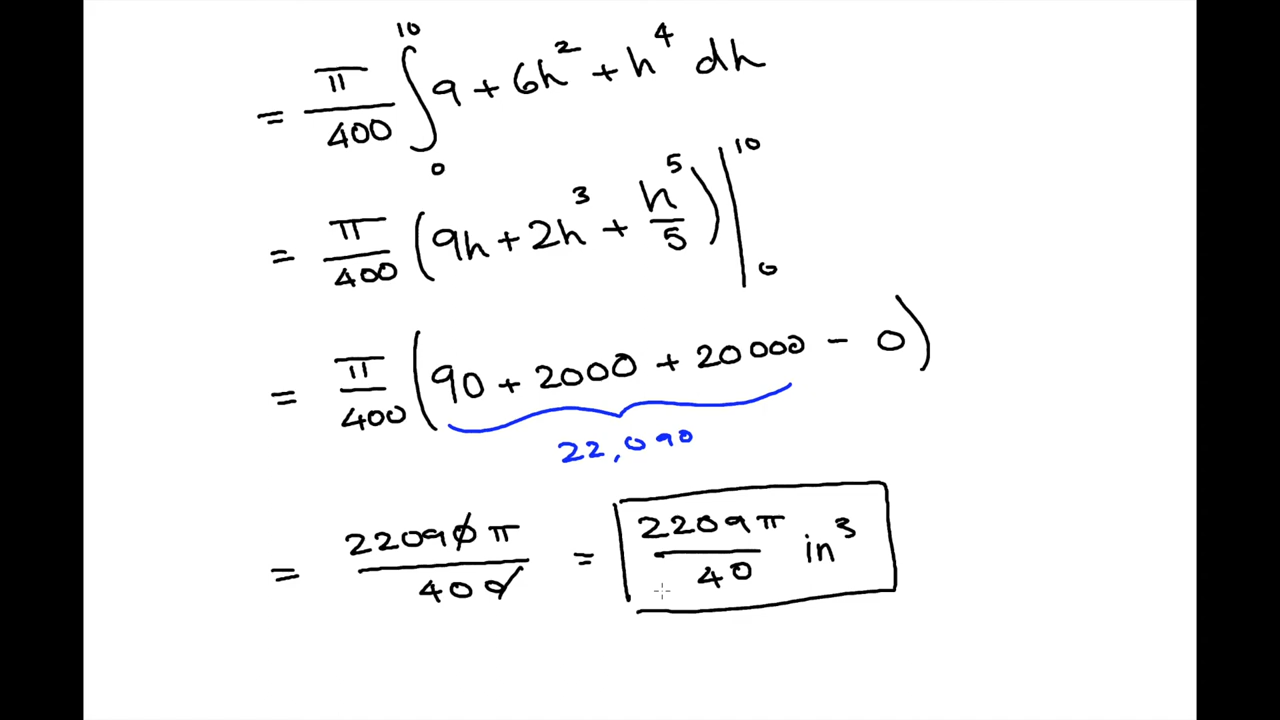 = π/400 ∫₀¹⁰ 9 + 6h² + h⁴ dh
= π/400 (9h + 2h³ + h⁵/5) |₀¹⁰
= π/400 (90 + 2000 + 20000 - 0)
22,090
= 22090π/400 = 2209π/40 in³